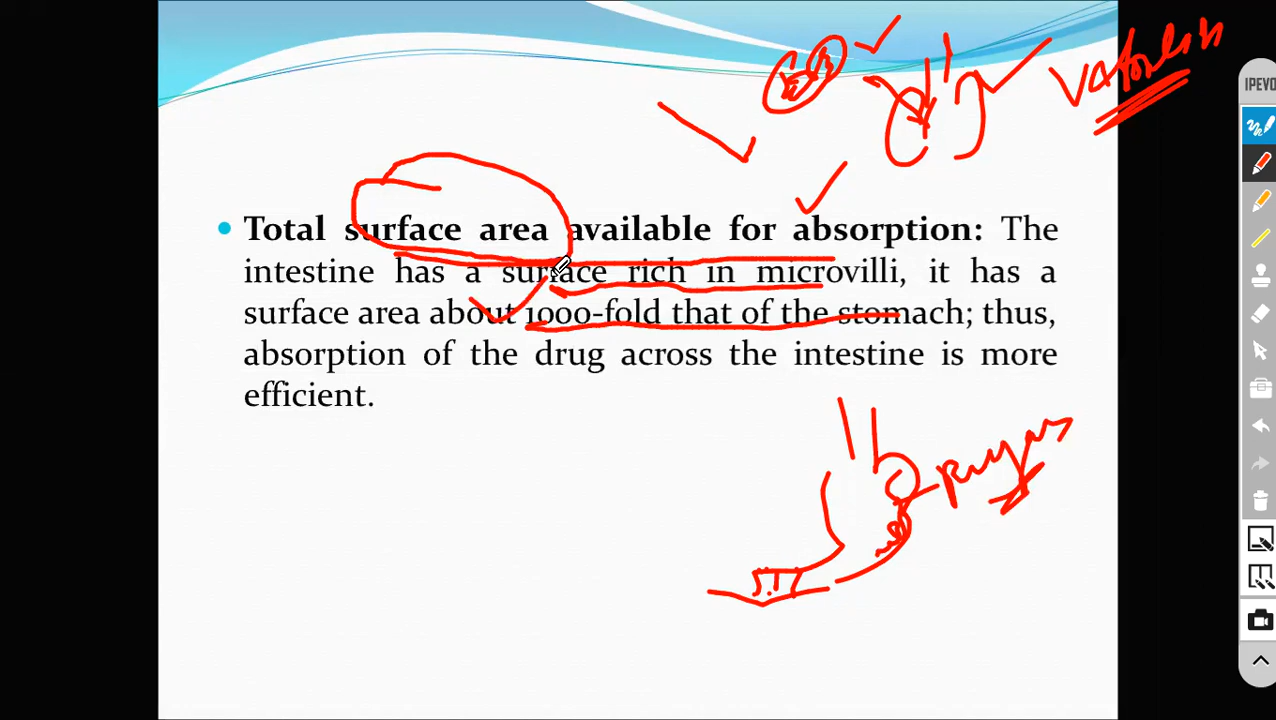 IPEVO
• Total surface area available for absorption: The
intestine has a surface rich in microvilli, it has a
surface area about 1000-fold that of the stomach; thus,
absorption of the drug across the intestine is more
efficient.
S.I